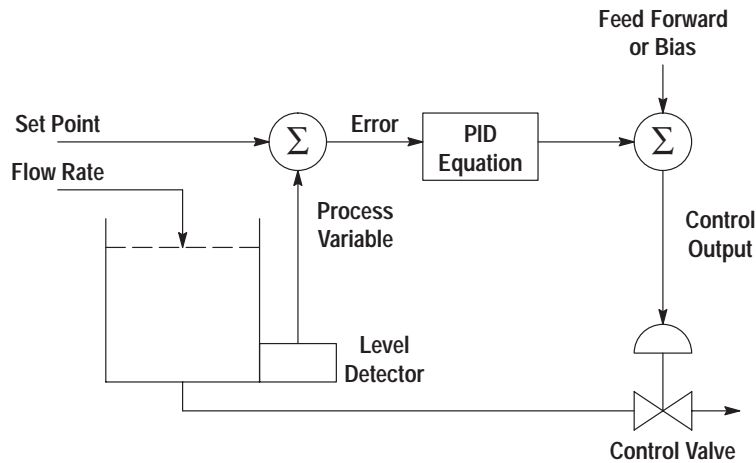 Feed Forward
or Bias
Set Point
Σ
Error
PID
Equation
Σ
Flow Rate
Process
Variable
Control
Output
Level
Detector
Control Valve